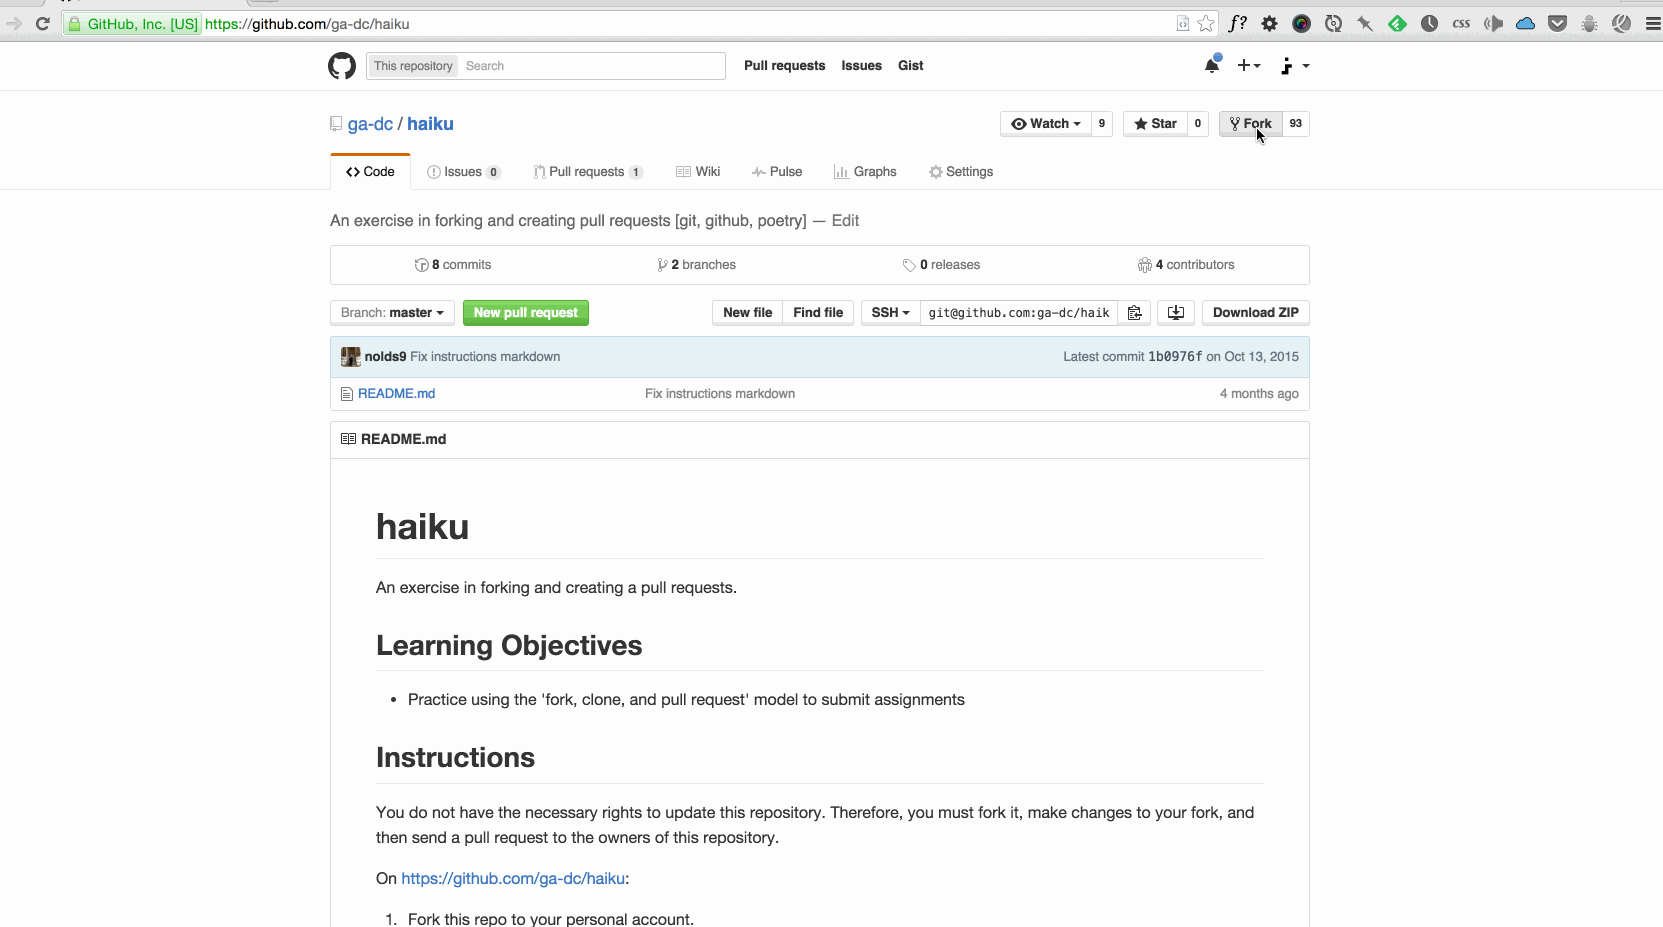 GitHub, Inc. [US] https://github.com/ga-dc/haiku f? css
This repository Search Pull requests Issues Gist
ga-dc / haiku Watch 9 Star 0 Fork 93
Code Issues 0 Pull requests 1 Wiki Pulse Graphs Settings
An exercise in forking and creating pull requests [git, github, poetry] — Edit
8 commits 2 branches 0 releases 4 contributors
Branch: master New pull request New file Find file SSH git@github.com:ga-dc/haik Download ZIP
nolds9 Fix instructions markdown Latest commit 1b0976f on Oct 13, 2015
README.md Fix instructions markdown 4 months ago
README.md
haiku
An exercise in forking and creating a pull requests.
Learning Objectives
• Practice using the 'fork, clone, and pull request' model to submit assignments
Instructions
You do not have the necessary rights to update this repository. Therefore, you must fork it, make changes to your fork, and
then send a pull request to the owners of this repository.
On https://github.com/ga-dc/haiku:
1. Fork this repo to your personal account.